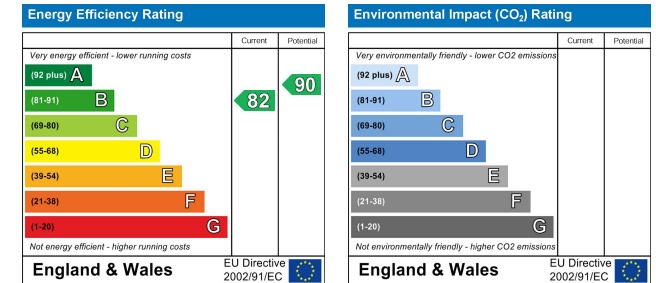 Energy Efficiency Rating
Current Potential
Very energy efficient - lower running costs
(92 plus) A
(81-91) B
(69-80) C
(55-68) D
(39-54) E
(21-38) F
(1-20) G
82
90
Not energy efficient - higher running costs
England & Wales
EU Directive
2002/91/EC
Environmental Impact (CO2) Rating
Current Potential
Very environmentally friendly - lower CO2 emissions
(92 plus) A
(81-91) B
(69-80) C
(55-68) D
(39-54) E
(21-38) F
(1-20) G
Not environmentally friendly - higher CO2 emissions
England & Wales
EU Directive
2002/91/EC